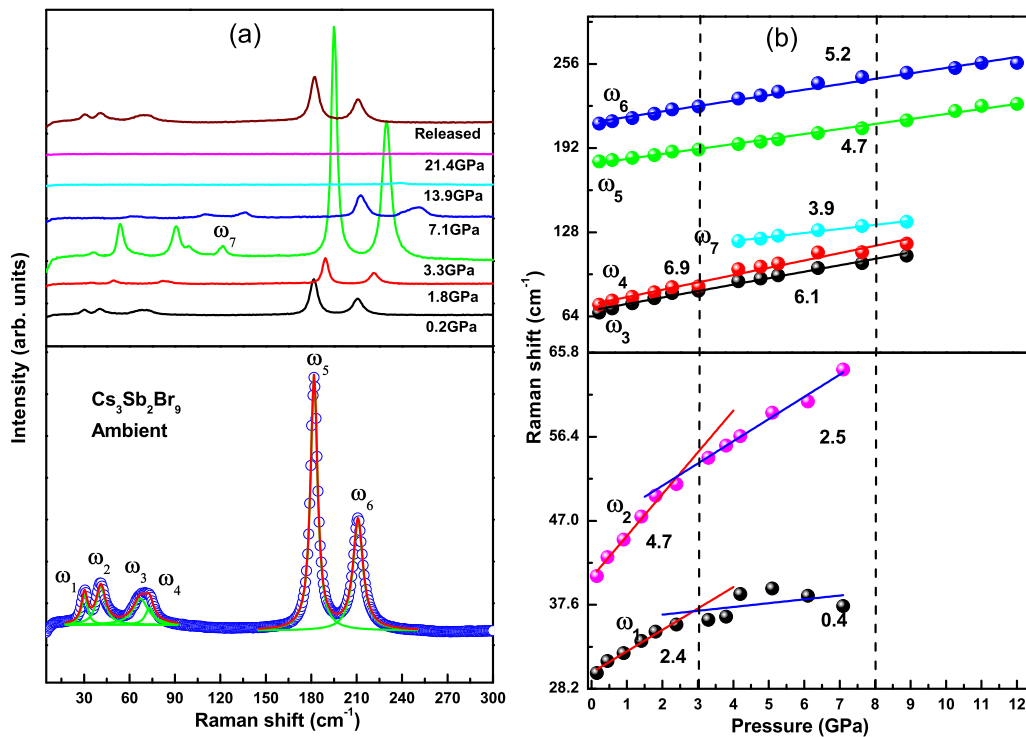 (a)
Released
21.4GPa
13.9GPa
7.1GPa
ω7
3.3GPa
1.8GPa
0.2GPa
Intensity (arb. units)
Cs3Sb2Br9
Ambient
ω1
ω2
ω3
ω4
ω5
ω6
30 60 90 120 150 180 210 240 270 300
Raman shift (cm-1)
(b)
256
192
128
64
65.8
56.4
47.0
37.6
28.2
Raman shift (cm-1)
5.2
ω6
4.7
ω5
3.9
ω7
6.9
ω4
6.1
ω3
2.5
ω2
4.7
ω1
0.4
2.4
0 1 2 3 4 5 6 7 8 9 10 11 12
Pressure (GPa)